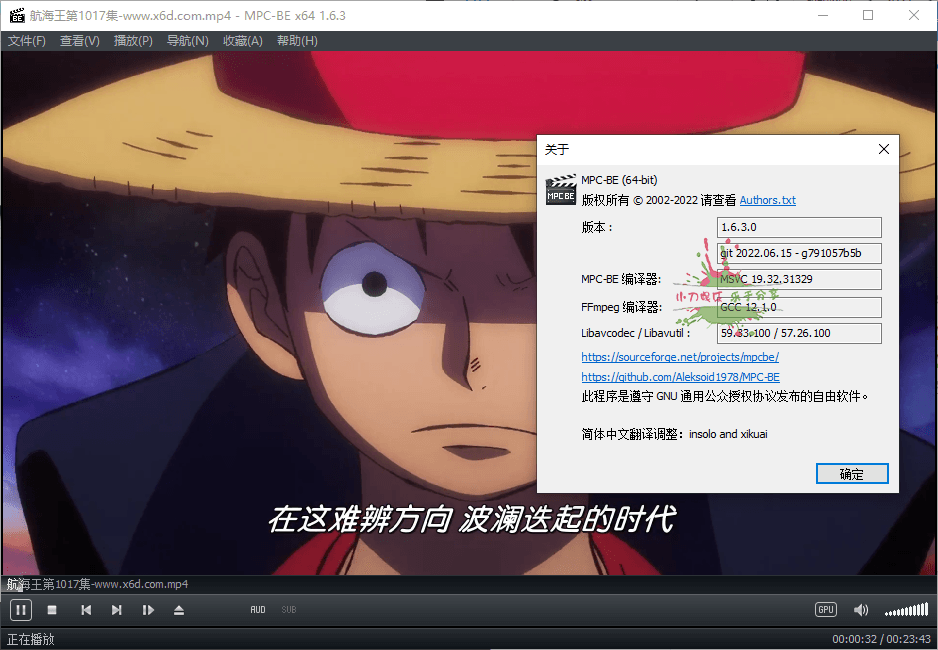 航海王第1017集-www.x6d.com.mp4 - MPC-BE x64 1.6.3
文件(F) 查看(V) 播放(P) 导航(N) 收藏(A) 帮助(H)
关于
MPC-BE (64-bit)
MPC BE
版权所有 © 2002-2022 请查看 Authors.txt
版本： 1.6.3.0
git 2022.06.15 - g791057b5b
MPC-BE 编译器: MSVC 19.32.31329
小刀娱乐 乐于分享
FFmpeg 编译器: GCC 12.1.0
Libavcodec / Libavutil : 59.33.100 / 57.26.100
https://sourceforge.net/projects/mpcbe/
https://github.com/Aleksoid1978/MPC-BE
此程序是遵守 GNU 通用公众授权协议发布的自由软件。
简体中文翻译调整：insolo and xikuai
确定
在这难辨方向 波澜迭起的时代
航海王第1017集-www.x6d.com.mp4
AUD SUB GPU
正在播放 00:00:32 / 00:23:43